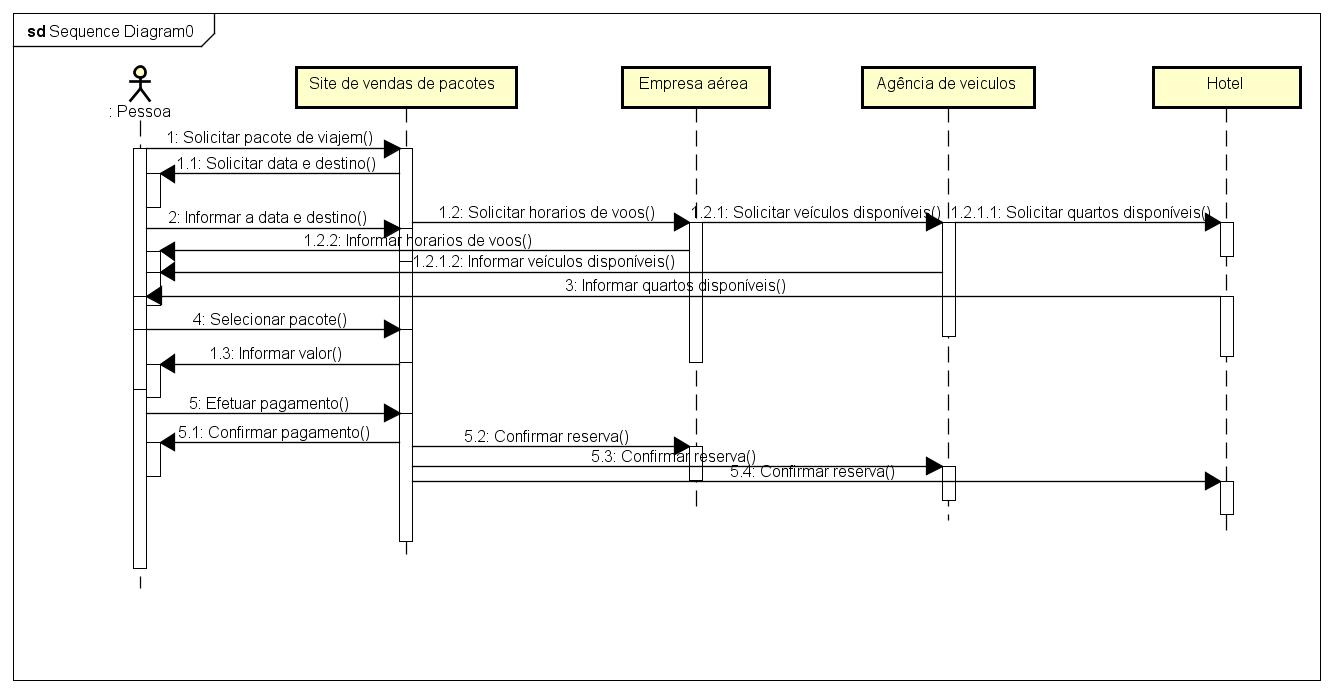 sd Sequence Diagram0
: Pessoa
Site de vendas de pacotes
Empresa aérea
Agência de veiculos
Hotel
1: Solicitar pacote de viajem()
1.1: Solicitar data e destino()
2: Informar a data e destino()
1.2: Solicitar horarios de voos()
1.2.1: Solicitar veículos disponíveis()
1.2.1.1: Solicitar quartos disponíveis()
1.2.2: Informar horarios de voos()
1.2.1.2: Informar veículos disponíveis()
3: Informar quartos disponíveis()
4: Selecionar pacote()
1.3: Informar valor()
5: Efetuar pagamento()
5.1: Confirmar pagamento()
5.2: Confirmar reserva()
5.3: Confirmar reserva()
5.4: Confirmar reserva()